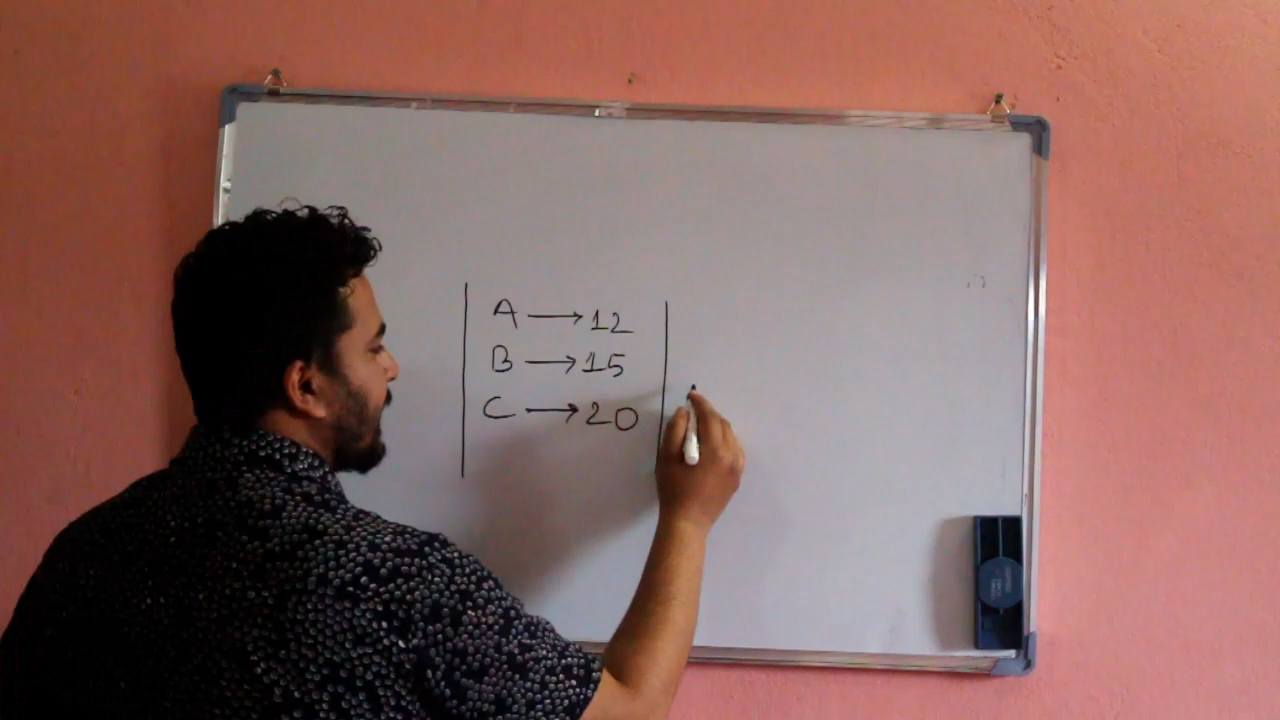 A → 12
B → 15
C → 20